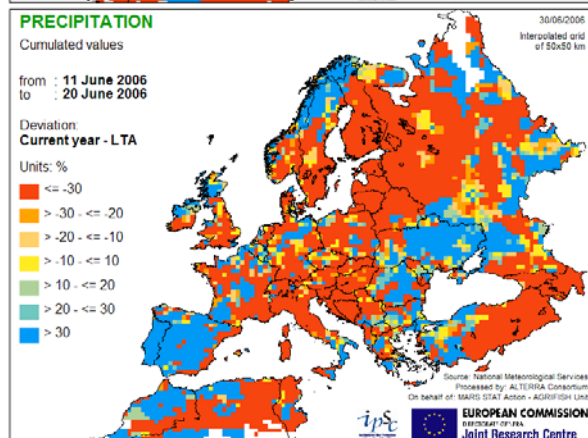 PRECIPITATION
30/06/2006
Cumulated values
Interpolated grid
of 50x50 km
from : 11 June 2006
to : 20 June 2006
Deviation:
Current year - LTA
Units: %
<= -30
> -30 - <= -20
> -20 - <= -10
> -10 - <= 10
> 10 - <= 20
> 20 - <= 30
> 30
Source: National Meteorological Services
Processed by: ALTERRA Consortium
On behalf of: MARS STAT Action - AGRIFISH Unit
ipsc
EUROPEAN COMMISSION
Joint Research Centre